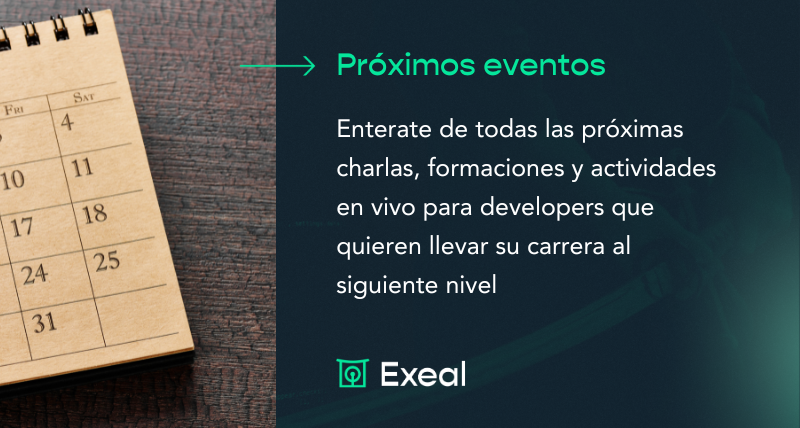 Fri Sat
4
10 11
17 18
24 25
31
Próximos eventos
Enterate de todas las próximas
charlas, formaciones y actividades
en vivo para developers que
quieren llevar su carrera al
siguiente nivel
Exeal